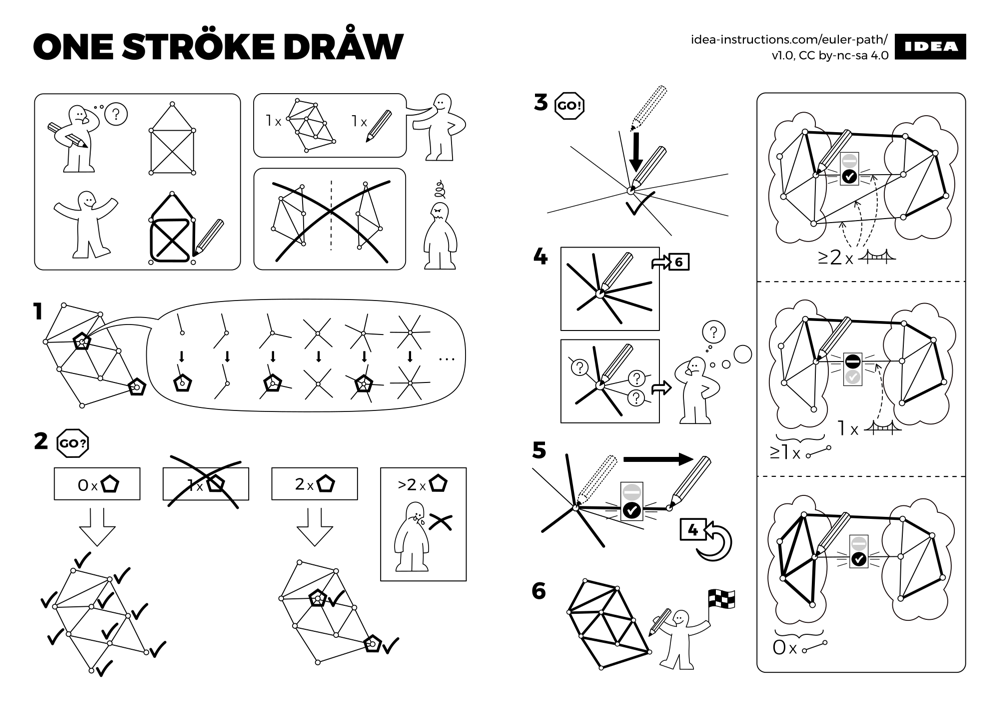 ONE STRÖKE DRÅW
idea-instructions.com/euler-path/
v1.0, CC by-nc-sa 4.0
IDEA
?
1x
1x
1
...
2
GO?
0x
1x
2x
>2x
3
GO!
4
6
?
?
?
?
5
4
6
≥2x
1x
≥1x
0x